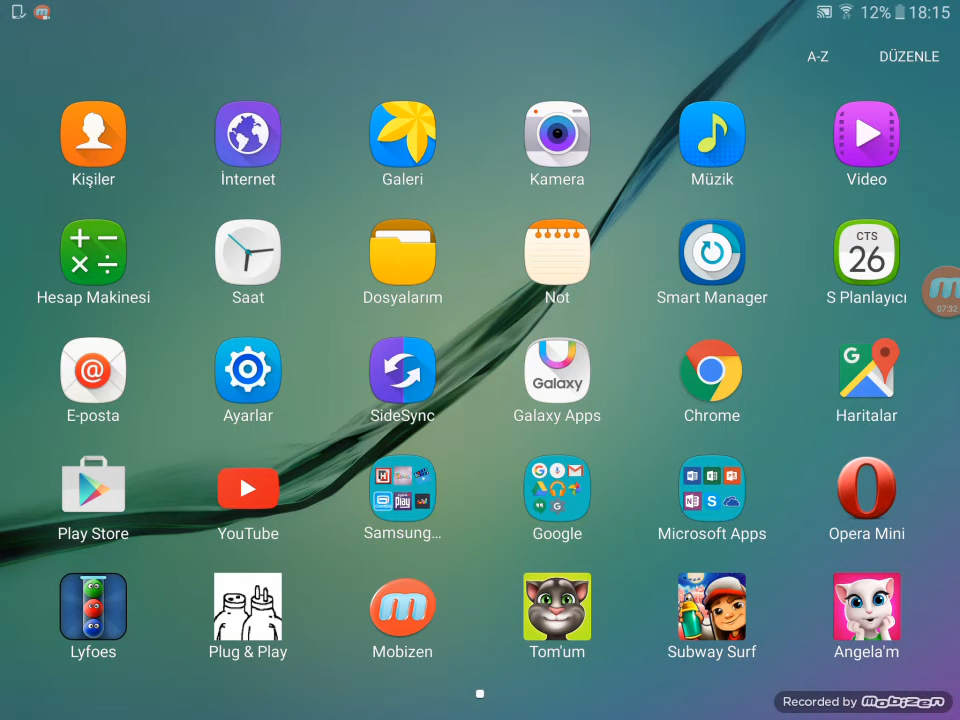 12% 18:15
A-Z DÜZENLE
Kişiler İnternet Galeri Kamera Müzik Video
CTS
26
Hesap Makinesi Saat Dosyalarım Not Smart Manager S Planlayıcı
07:32
Galaxy
E-posta Ayarlar SideSync Galaxy Apps Chrome Haritalar
Play Store YouTube Samsung... Google Microsoft Apps Opera Mini
Lyfoes Plug & Play Mobizen Tom'um Subway Surf Angela'm
Recorded by mobizen